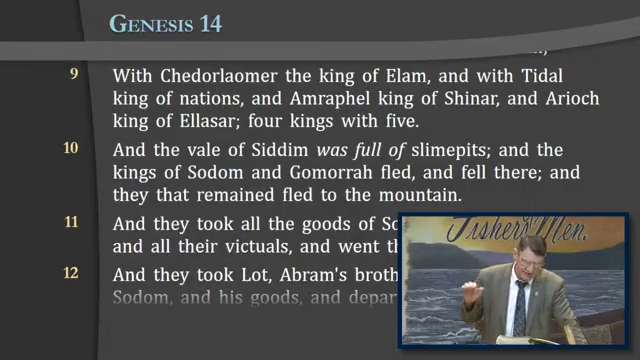 GENESIS 14
9 With Chedorlaomer the king of Elam, and with Tidal
king of nations, and Amraphel king of Shinar, and Arioch
king of Ellasar; four kings with five.
10 And the vale of Siddim was full of slimepits; and the
kings of Sodom and Gomorrah fled, and fell there; and
they that remained fled to the mountain.
11 And they took all the goods of
and all their victuals, and went
12 And they took Lot, Abram's
Sodom, and his goods, and
Fishers
Men.